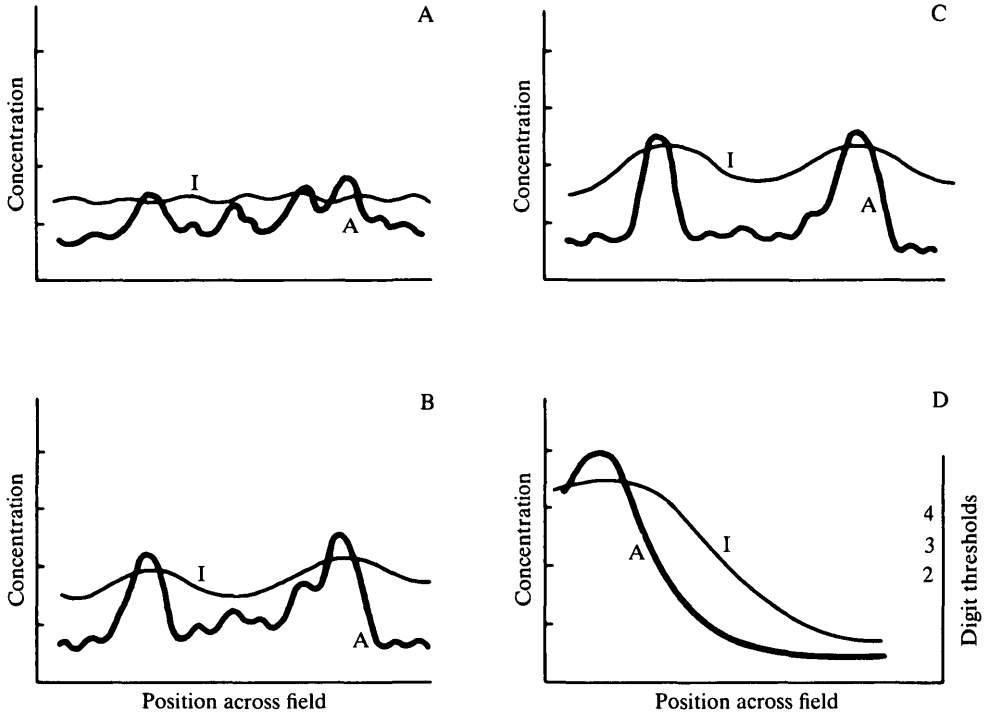 A
Concentration
I
A
C
Concentration
I
A
B
Concentration
I
A
Position across field
D
Concentration
I
A
4
3
2
Digit thresholds
Position across field